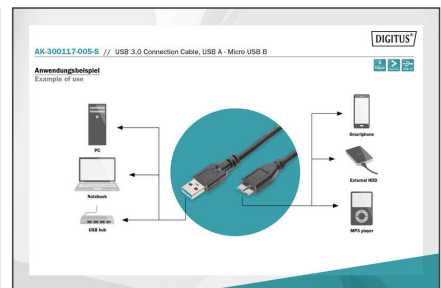 DIGITUS®
AK-300117-005-S // USB 3.0 Connection Cable, USB A - Micro USB B
Anwendungsbeispiel
Example of use
PC
Notebook
USB hub
Smartphone
External HDD
MP3 player